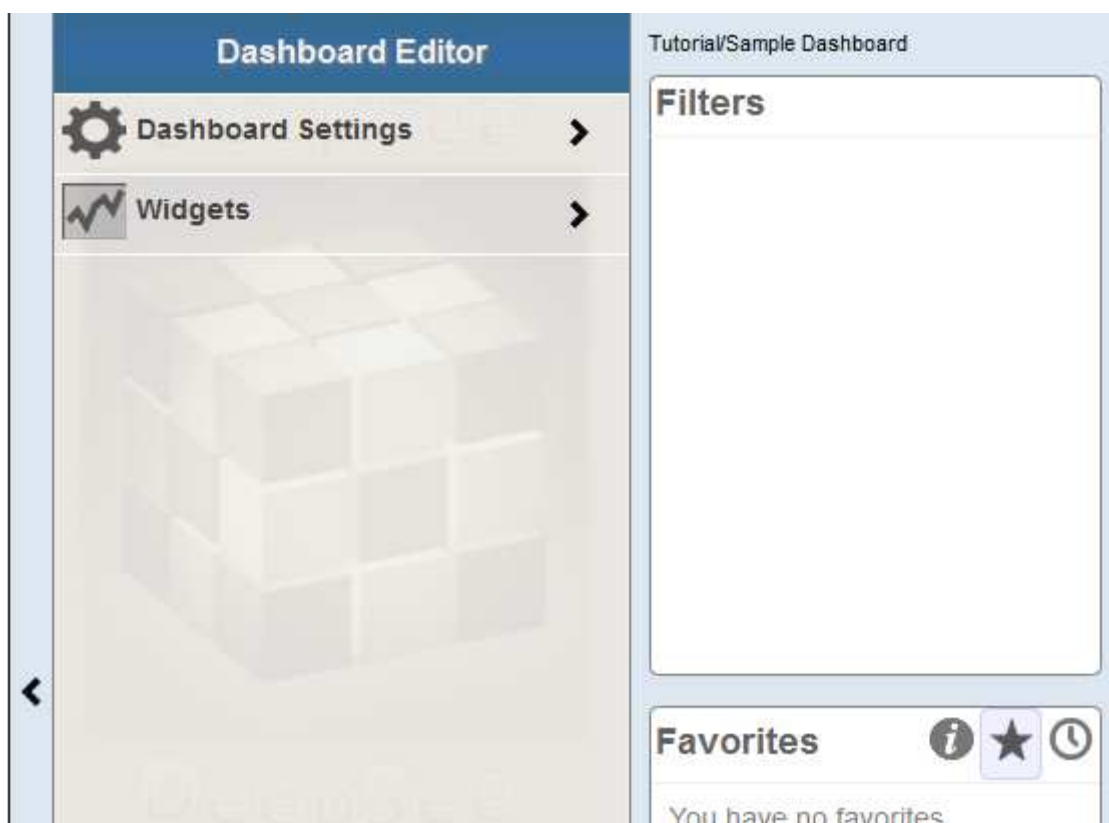 Dashboard Editor
Dashboard Settings
Widgets
Tutorial/Sample Dashboard
Filters
Favorites
You have no favorites